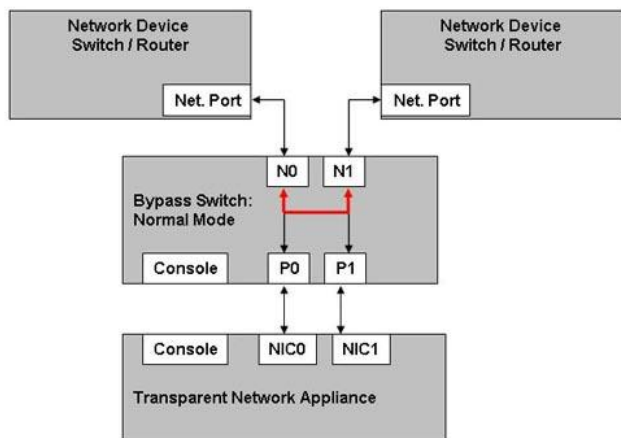 Network Device
Switch / Router
Network Device
Switch / Router
Net. Port
Net. Port
N0
N1
Bypass Switch:
Normal Mode
Console
P0
P1
Console
NIC0
NIC1
Transparent Network Appliance